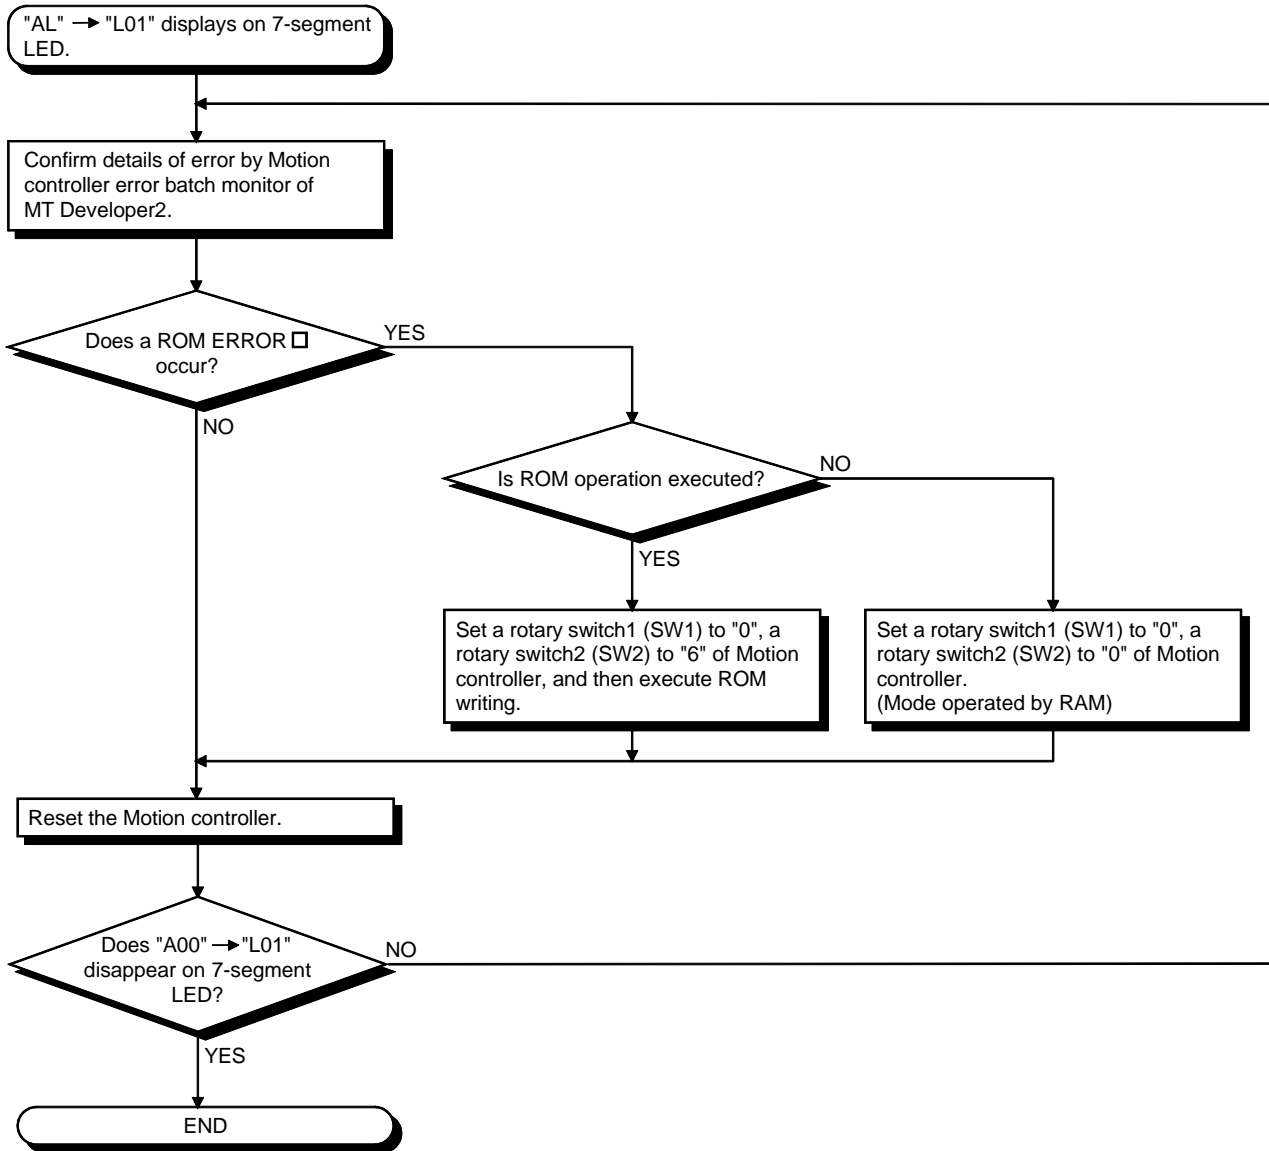 "AL" → "L01" displays on 7-segment
LED.
Confirm details of error by Motion
controller error batch monitor of
MT Developer2.
Does a ROM ERROR □
occur?
YES
NO
Is ROM operation executed?
NO
YES
Set a rotary switch1 (SW1) to "0", a
rotary switch2 (SW2) to "6" of Motion
controller, and then execute ROM
writing.
Set a rotary switch1 (SW1) to "0", a
rotary switch2 (SW2) to "0" of Motion
controller.
(Mode operated by RAM)
Reset the Motion controller.
Does "A00" → "L01"
disappear on 7-segment
LED?
NO
YES
END